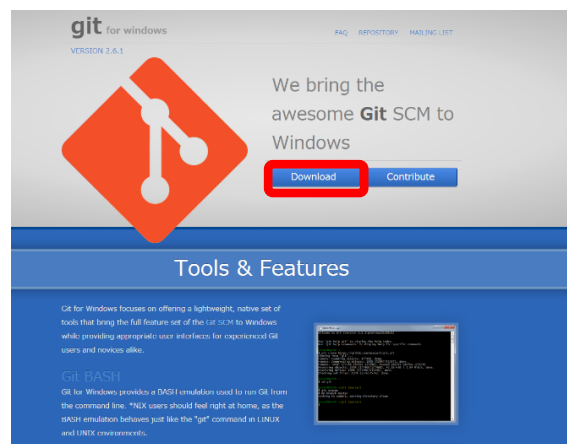 git for windows
FAQ REPOSITORY MAILING LIST
VERSION 2.6.1
We bring the
awesome Git SCM to
Windows
Download Contribute
Tools & Features
Git for Windows focuses on offering a lightweight, native set of
tools that bring the full feature set of the Git SCM to Windows
while providing appropriate user interfaces for experienced Git
users and novices alike.
Git BASH
Git for Windows provides a BASH emulation used to run Git from
the command line. *NIX users should feel right at home, as the
BASH emulation behaves just like the "git" command in LINUX
and UNIX environments.